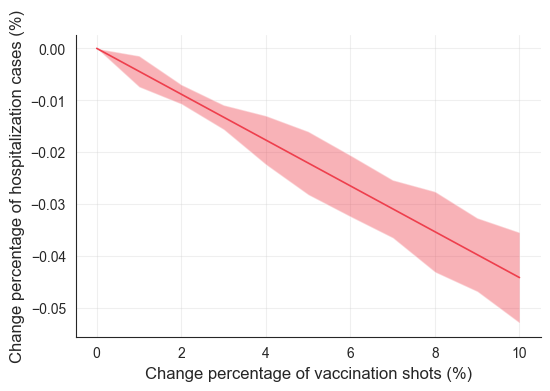 Change percentage of hospitalization cases (%)
0.00
−0.01
−0.02
−0.03
−0.04
−0.05
0 2 4 6 8 10
Change percentage of vaccination shots (%)